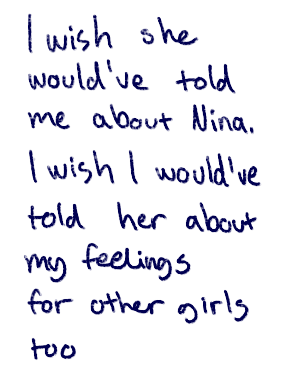 I wish she
would've told
me about Nina.
I wish I would've
told her about
my feelings
for other girls
too